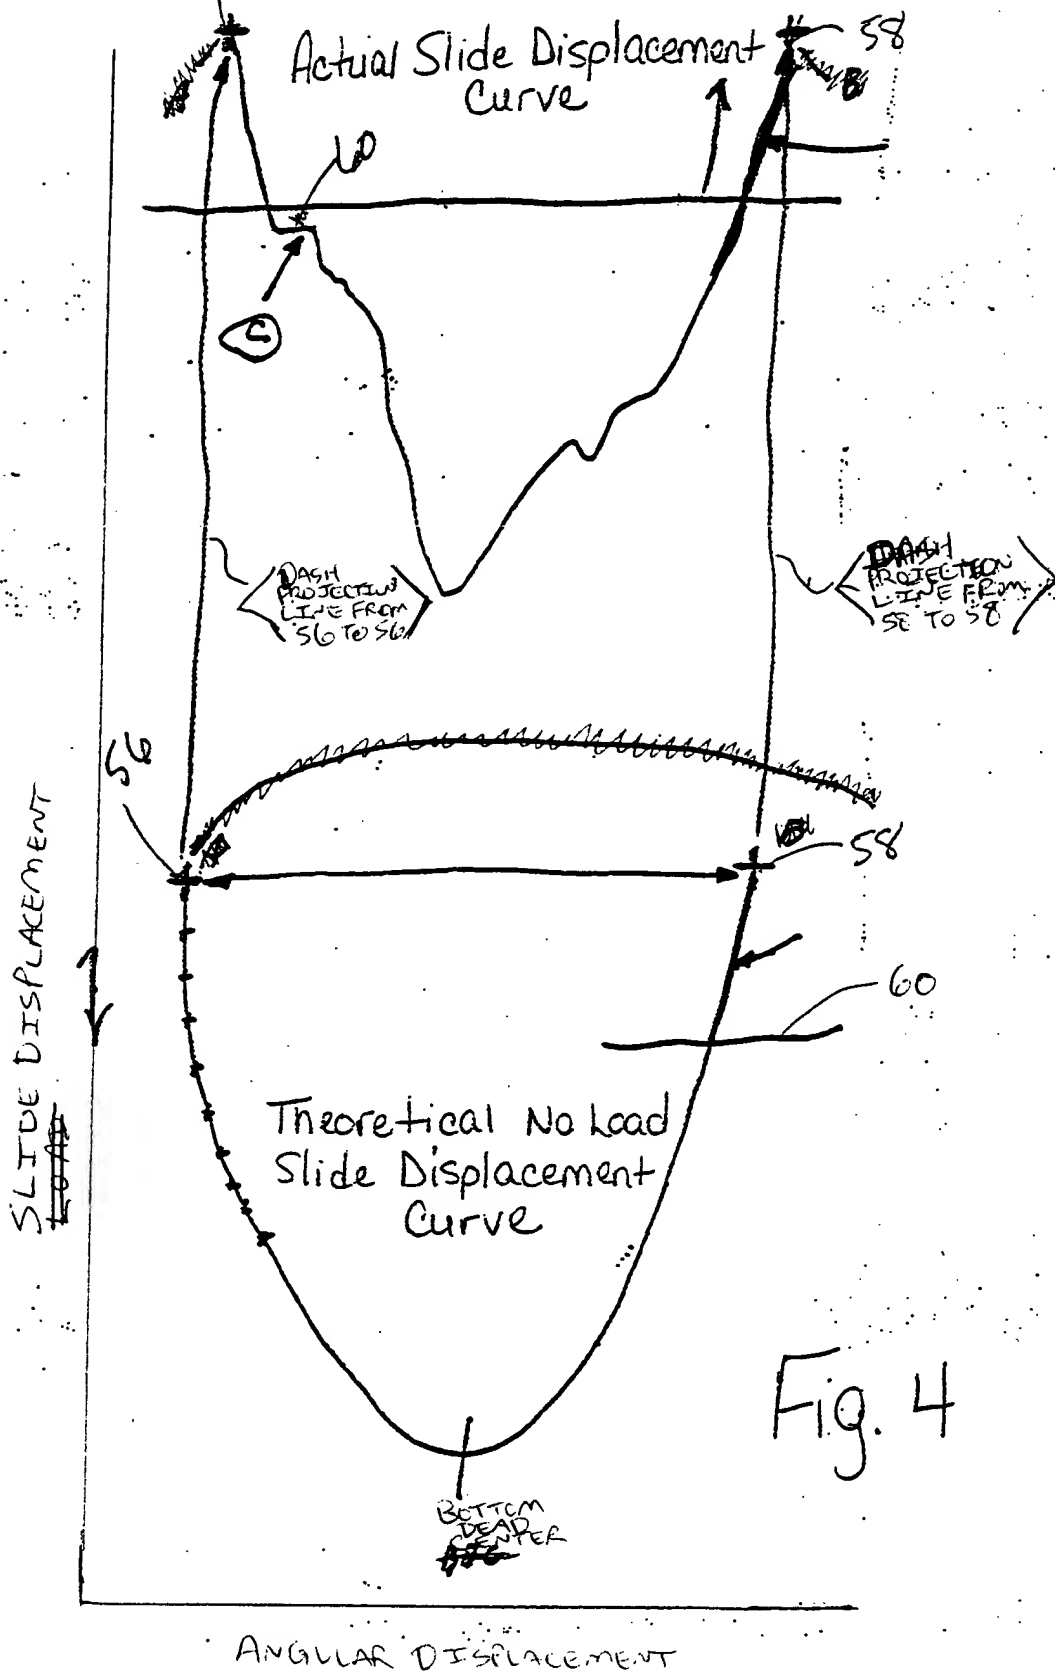 58
Actual Slide Displacement
Curve
B
60
C
DASH
PROJECTION
LINE FROM
56 TO 56
DASH
PROJECTION
LINE FROM
58 TO 58
56
58
SLIDE DISPLACEMENT
LOAD
60
Theoretical No Load
Slide Displacement
Curve
Fig. 4
BOTTOM
DEAD
CENTER
ANGULAR DISPLACEMENT